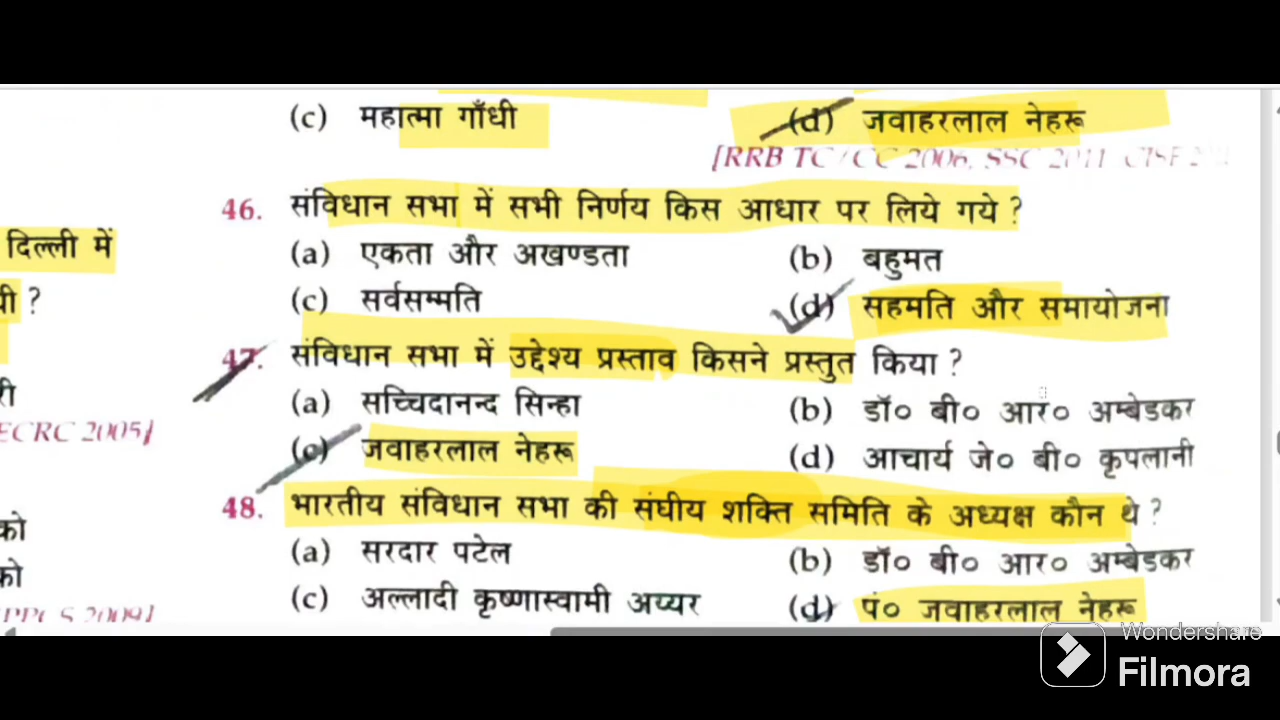 (c) महात्मा गाँधी
(d) जवाहरलाल नेहरू
[RRB TC/CC 2006, SSC 2011, CISF
46. संविधान सभा में सभी निर्णय किस आधार पर लिये गये ?
(a) एकता और अखण्डता
(b) बहुमत
(c) सर्वसम्मति
(d) सहमति और समायोजना
47. संविधान सभा में उद्देश्य प्रस्ताव किसने प्रस्तुत किया ?
(a) सच्चिदानन्द सिन्हा
(b) डॉ० बी० आर० अम्बेडकर
(c) जवाहरलाल नेहरू
(d) आचार्य जे० बी० कृपलानी
48. भारतीय संविधान सभा की संघीय शक्ति समिति के अध्यक्ष कौन थे ?
(a) सरदार पटेल
(b) डॉ० बी० आर० अम्बेडकर
(c) अल्लादी कृष्णास्वामी अय्यर
(d) पं० जवाहरलाल नेहरू
दिल्ली में
?
ECRC 2005]
को
को
2009]
Wondershare
Filmora